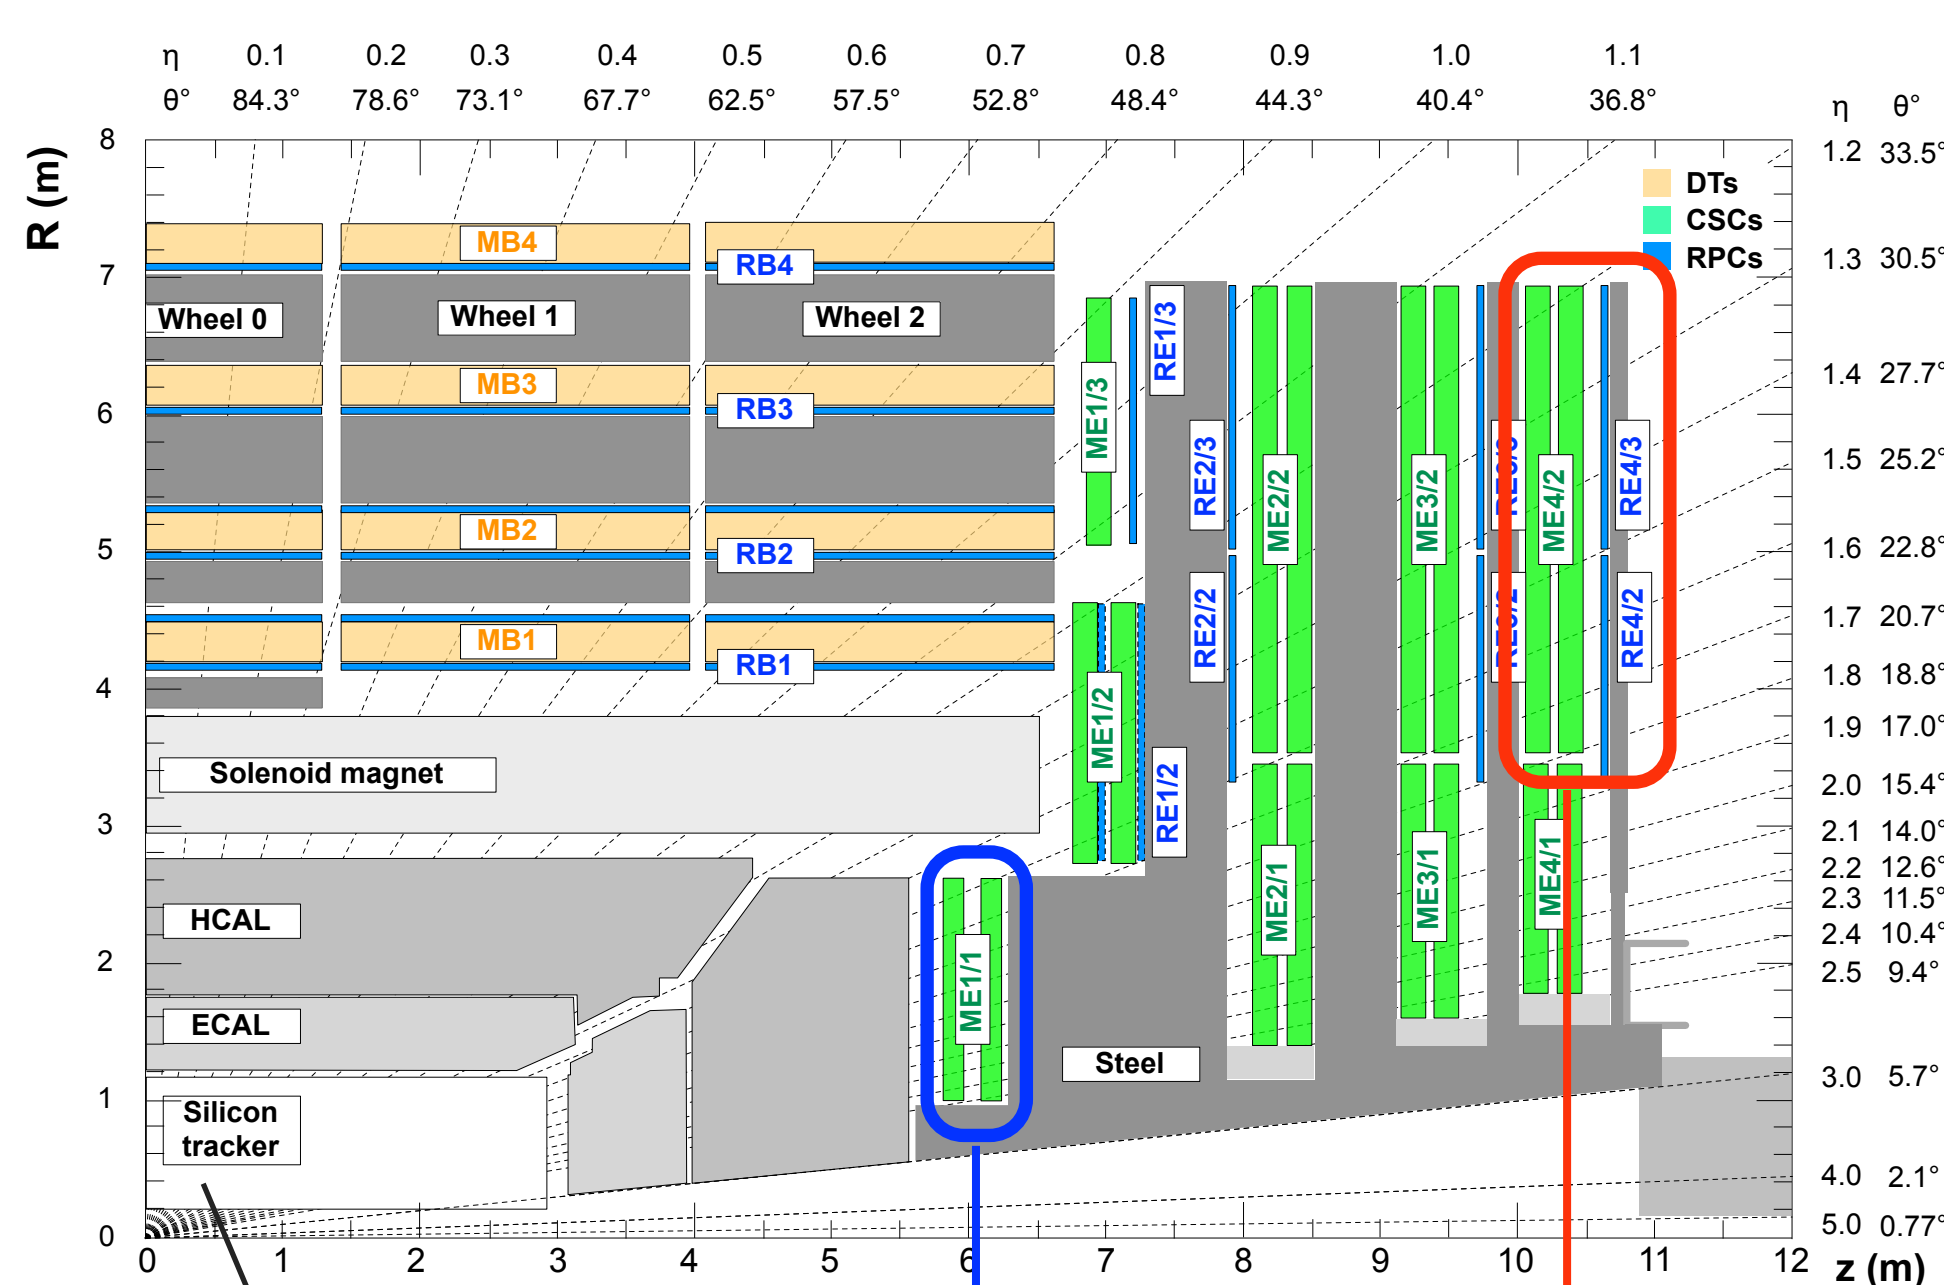 η 0.1 0.2 0.3 0.4 0.5 0.6 0.7 0.8 0.9 1.0 1.1
θ° 84.3° 78.6° 73.1° 67.7° 62.5° 57.5° 52.8° 48.4° 44.3° 40.4° 36.8°
η θ°
R (m)
8
7
6
5
4
3
2
1
0
1.2 33.5°
1.3 30.5°
1.4 27.7°
1.5 25.2°
1.6 22.8°
1.7 20.7°
1.8 18.8°
1.9 17.0°
2.0 15.4°
2.1 14.0°
2.2 12.6°
2.3 11.5°
2.4 10.4°
2.5 9.4°
3.0 5.7°
4.0 2.1°
5.0 0.77°
DTs
CSCs
RPCs
MB4
RB4
Wheel 0
Wheel 1
Wheel 2
MB3
RB3
MB2
RB2
MB1
RB1
Solenoid magnet
HCAL
ECAL
Silicon
tracker
Steel
ME1/3
RE1/3
ME1/2
RE1/2
ME1/1
RE2/3
RE2/2
ME2/2
ME2/1
ME3/2
ME3/1
RE3/3
RE3/2
ME4/2
ME4/1
RE4/3
RE4/2
0 1 2 3 4 5 6 7 8 9 10 11 12 z (m)